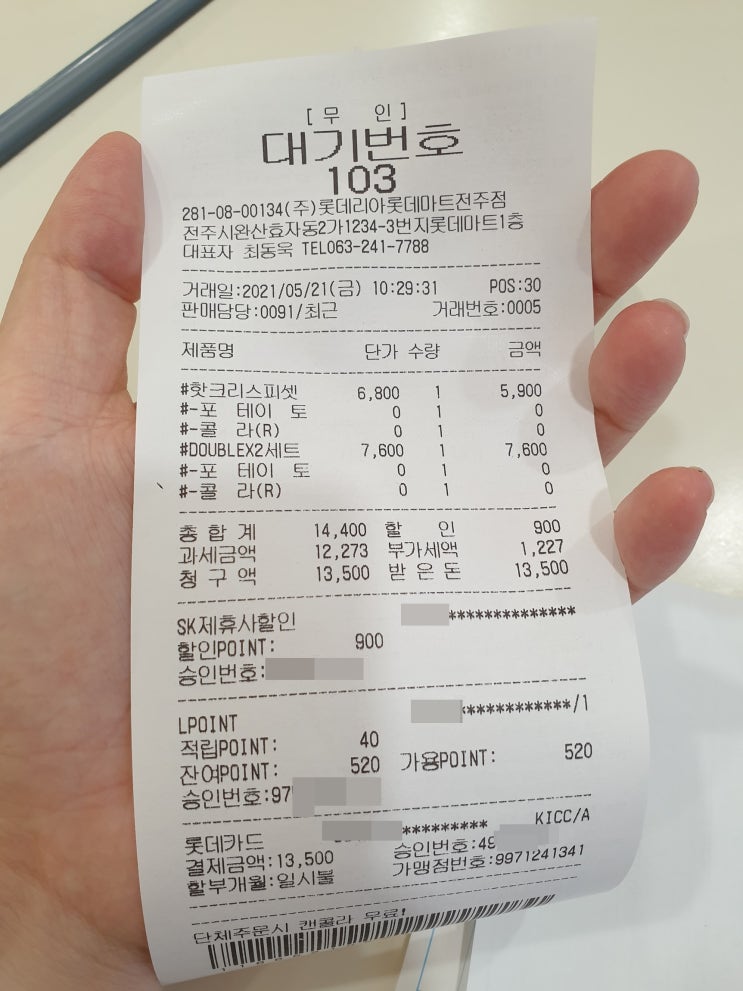 [무 인]
대기번호
103
281-08-00134(주)롯데리아롯데마트전주점
전주시완산효자동2가1234-3번지롯데마트1층
대표자 최동욱 TEL063-241-7788
거래일:2021/05/21(금) 10:29:31 POS:30
판매담당:0091/최근 거래번호:0005
제품명 단가 수량 금액
#핫크리스피셋 6,800 1 5,900
#-포 테이 토 0 1 0
#-콜 라(R) 0 1 0
#DOUBLEX2세트 7,600 1 7,600
#-포 테이 토 0 1 0
#-콜 라(R) 0 1 0
총 합 계 14,400 할 인 900
과세금액 12,273 부가세액 1,227
청 구 액 13,500 받 은 돈 13,500
SK제휴사할인 **************
할인POINT: 900
승인번호:
LPOINT ************/1
적립POINT: 40
잔여POINT: 520 가용POINT: 520
승인번호:97
롯데카드 ********* KICC/A
결제금액:13,500 승인번호:49
할부개월:일시불 가맹점번호:9971241341
단체주문시 캔콜라 무료!